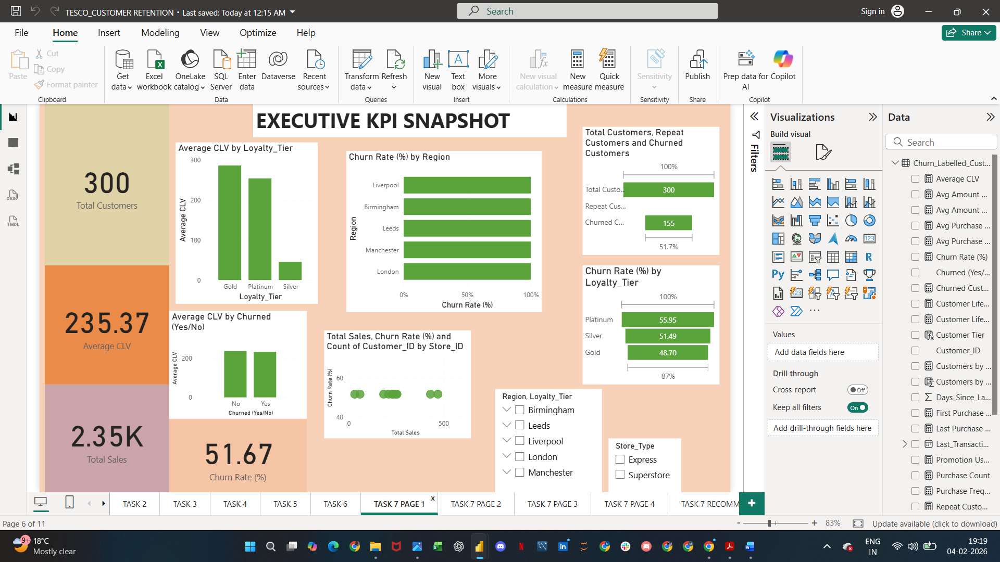 TESCO_CUSTOMER RETENTION • Last saved: Today at 12:15 AM
Search
Sign in
File
Home
Insert
Modeling
View
Optimize
Help
Share
Paste
Cut
Copy
Format painter
Clipboard
Get data
Excel workbook
OneLake catalog
SQL Server
Enter data
Dataverse
Recent sources
Data
Transform data
Refresh
Queries
New visual
Text box
More visuals
Insert
New visual calculation
New measure
Quick measure
Calculations
Sensitivity
Sensitivity
Publish
Share
Prep data for AI
Copilot
Copilot
EXECUTIVE KPI SNAPSHOT
300
Total Customers
235.37
Average CLV
2.35K
Total Sales
Average CLV by Loyalty_Tier
Average CLV
300
200
100
0
Gold
Platinum
Silver
Loyalty_Tier
Average CLV by Churned
(Yes/No)
Average CLV
200
0
No
Yes
Churned (Yes/No)
51.67
Churn Rate (%)
Churn Rate (%) by Region
Region
Liverpool
Birmingham
Leeds
Manchester
London
0%
50%
100%
Churn Rate (%)
Total Sales, Churn Rate (%) and
Count of Customer_ID by Store_ID
Churn Rate (%)
60
40
0
500
Total Sales
Total Customers, Repeat
Customers and Churned
Customers
100%
Total Custo...
300
Repeat Cus...
Churned C...
155
51.7%
Churn Rate (%) by
Loyalty_Tier
100%
Platinum
55.95
Silver
51.49
Gold
48.70
87%
Region, Loyalty_Tier
Birmingham
Leeds
Liverpool
London
Manchester
Store_Type
Express
Superstore
Filters
Visualizations
Build visual
123
R
Py
123
...
Values
Add data fields here
Drill through
Cross-report
Off
Keep all filters
On
Add drill-through fields here
Data
Search
Churn_Labelled_Cust...
Average CLV
Avg Amount ...
Avg Amount ...
Avg Purchase ...
Avg Purchase ...
Churn Rate (%)
Churned (Yes/...
Churned Cust...
Customer Life...
Customer Life...
Customer Tier
Customer_ID
Customers by ...
Customers by ...
Days_Since_La...
First Purchase ...
Last Purchase ...
Last_Transacti...
Promotion Us...
Purchase Count
Purchase Freq...
Repeat Custo...
DAX
TMDL
TASK 2
TASK 3
TASK 4
TASK 5
TASK 6
TASK 7 PAGE 1
x
TASK 7 PAGE 2
TASK 7 PAGE 3
TASK 7 PAGE 4
TASK 7 RECOMM
+
Page 6 of 11
- + 83%
Update available (click to download)
9+
18°C
Mostly clear
ENG
IN
19:19
04-02-2026